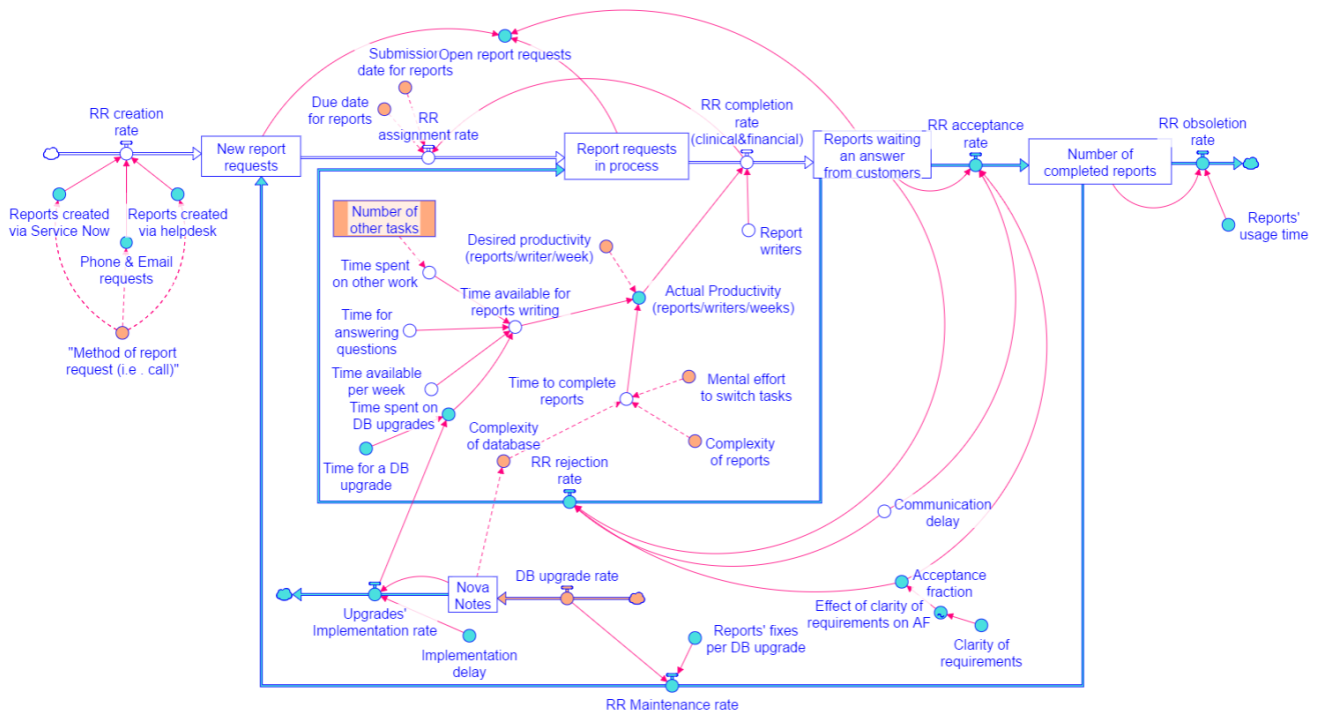 Submission
date for reports
Open report requests
RR creation
rate
Due date
for reports
RR
assignment rate
RR completion
rate
(clinical&financial)
New report
requests
Report requests
in process
Reports waiting
an answer
from customers
RR acceptance
rate
Number of
completed reports
RR obsoletion
rate
Reports created
via Service Now
Reports created
via helpdesk
Phone & Email
requests
"Method of report
request (i.e . call)"
Number of
other tasks
Desired productivity
(reports/writer/week)
Report
writers
Reports'
usage time
Time spent
on other work
Time available for
reports writing
Actual Productivity
(reports/writers/weeks)
Time for
answering
questions
Time available
per week
Time to complete
reports
Mental effort
to switch tasks
Time spent on
DB upgrades
Complexity
of database
Complexity
of reports
Time for a DB
upgrade
RR rejection
rate
Communication
delay
DB upgrade rate
Nova
Notes
Acceptance
fraction
Upgrades'
Implementation rate
Effect of clarity of
requirements on AF
Implementation
delay
Reports' fixes
per DB upgrade
Clarity of
requirements
RR Maintenance rate